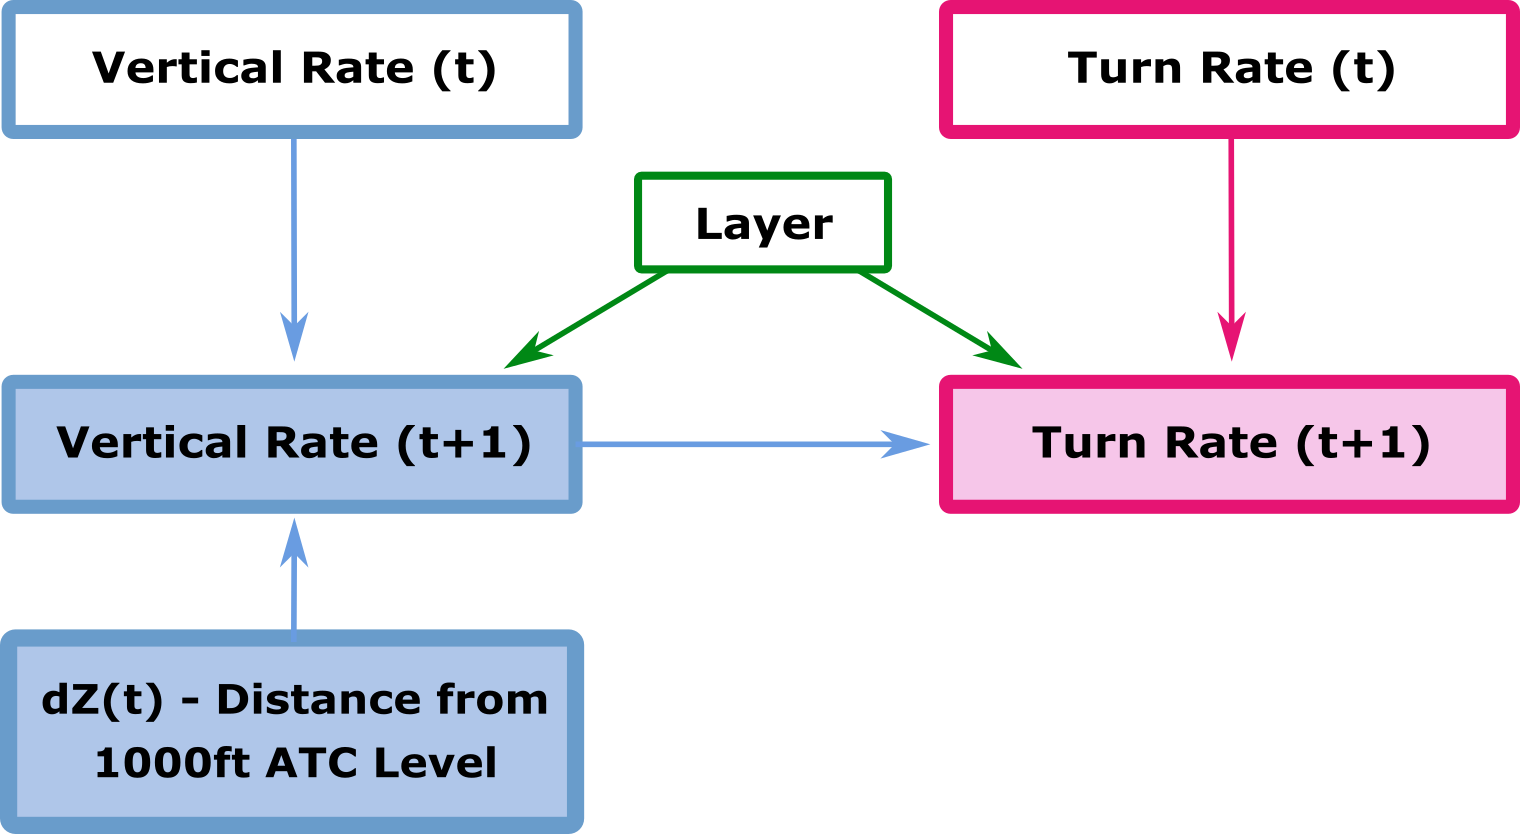 Vertical Rate (t)
Turn Rate (t)
Layer
Vertical Rate (t+1)
Turn Rate (t+1)
dZ(t) - Distance from
1000ft ATC Level